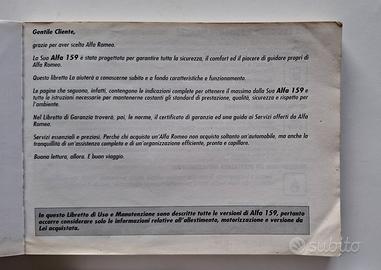 Gentile Cliente,
grazie per aver scelto Alfa Romeo.
La Sua Alfa 159 è stata progettata per garantire tutta la sicurezza, il comfort ed il piacere di guidare propri di
Alfa Romeo.
Questo libretto La aiuterà a conoscerne subito e a fondo caratteristiche e funzionamento.
Le pagine che seguono, infatti, contengono le indicazioni complete per ottenere il massimo dalla Sua Alfa 159 e
tutte le istruzioni necessarie per mantenerne costanti gli standard di prestazione, qualità, sicurezza e rispetto per
l'ambiente.
Nel Libretto di Garanzia troverà, poi, le norme, il certificato di garanzia ed una guida ai Servizi offerti da Alfa
Romeo.
Servizi essenziali e preziosi. Perché chi acquista un'Alfa Romeo non acquista soltanto un'automobile, ma anche la
tranquillità di un'assistenza completa e di un'organizzazione efficiente, pronta e capillare.
Buona lettura, allora. E buon viaggio.
In questo Libretto di Uso e Manutenzione sono descritte tutte le versioni di Alfa 159, pertanto
occorre considerare solo le informazioni relative all'allestimento, motorizzazione e versione da
Lei acquistata.
subito